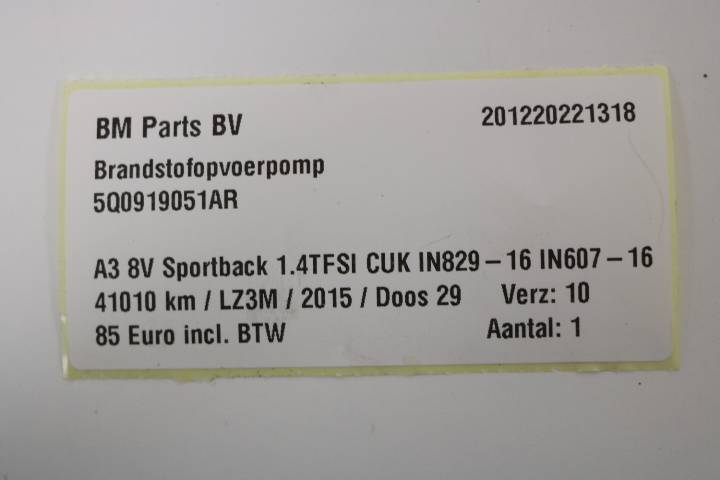 BM Parts BV 201220221318
Brandstofopvoerpomp
5Q0919051AR
A3 8V Sportback 1.4TFSI CUK IN829-16 IN607-16
41010 km / LZ3M / 2015 / Doos 29 Verz: 10
85 Euro incl. BTW Aantal: 1